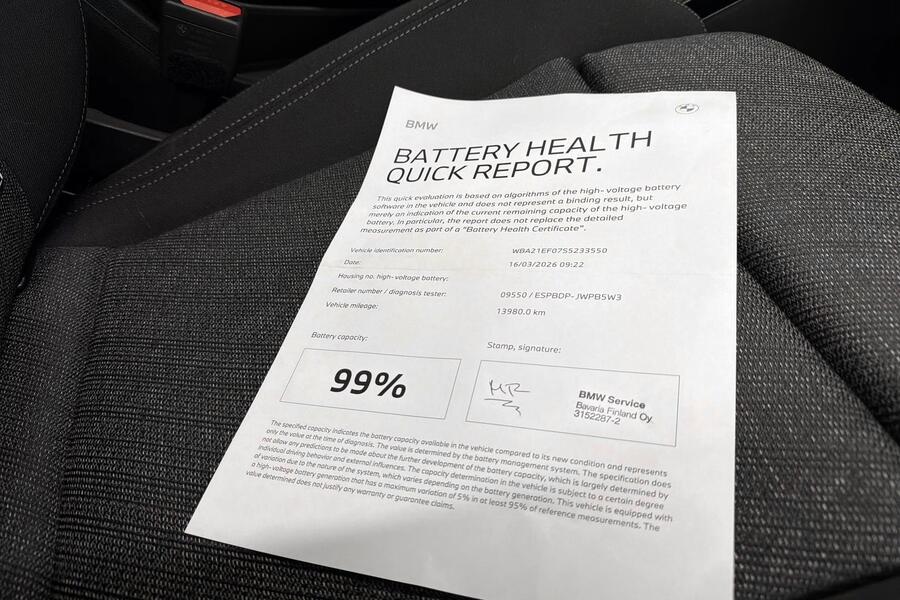 BMW
BATTERY HEALTH
QUICK REPORT.
This quick evaluation is based on algorithms of the high- voltage battery
software in the vehicle and does not represent a binding result, but
merely an indication of the current remaining capacity of the high- voltage
battery. In particular, the report does not replace the detailed
measurement as part of a "Battery Health Certificate".
Vehicle identification number: WBA21EF07S5233550
Date: 16/03/2026 09:22
Housing no. high-voltage battery:
Retailer number / diagnosis tester: 09550 / ESPBDP- JWPB5W3
Vehicle mileage: 13980.0 km
Battery capacity: Stamp, signature:
99%
BMW Service
Bavaria Finland Oy
3152287-2
The specified capacity indicates the battery capacity available in the vehicle compared to its new condition and represents
only the value at the time of diagnosis. The value is determined by the battery management system. The specification does
not allow any predictions to be made about the further development of the battery capacity, which is largely determined by
individual driving behavior and external influences. The capacity determination in the vehicle is subject to a certain degree
of variation due to the nature of the system, which varies depending on the battery generation. This vehicle is equipped with
a high-voltage battery generation that has a maximum variation of 5% in at least 95% of reference measurements. The
value determined does not justify any warranty or guarantee claims.